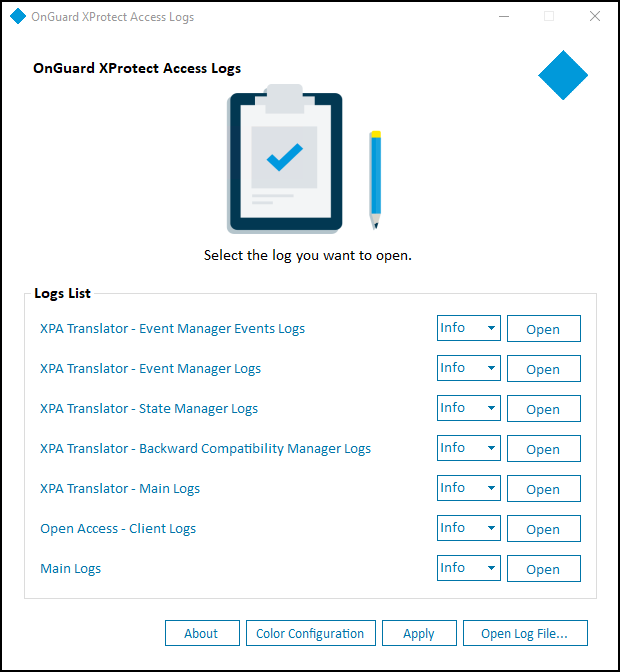 OnGuard XProtect Access Logs
OnGuard XProtect Access Logs
Select the log you want to open.
Logs List
XPA Translator - Event Manager Events Logs Info Open
XPA Translator - Event Manager Logs Info Open
XPA Translator - State Manager Logs Info Open
XPA Translator - Backward Compatibility Manager Logs Info Open
XPA Translator - Main Logs Info Open
Open Access - Client Logs Info Open
Main Logs Info Open
About Color Configuration Apply Open Log File...